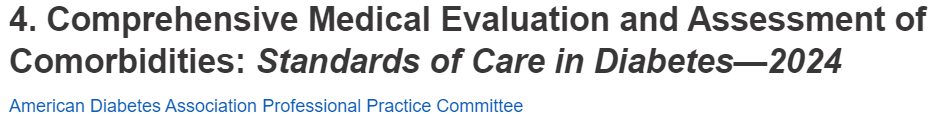 4. Comprehensive Medical Evaluation and Assessment of
Comorbidities: Standards of Care in Diabetes—2024
American Diabetes Association Professional Practice Committee